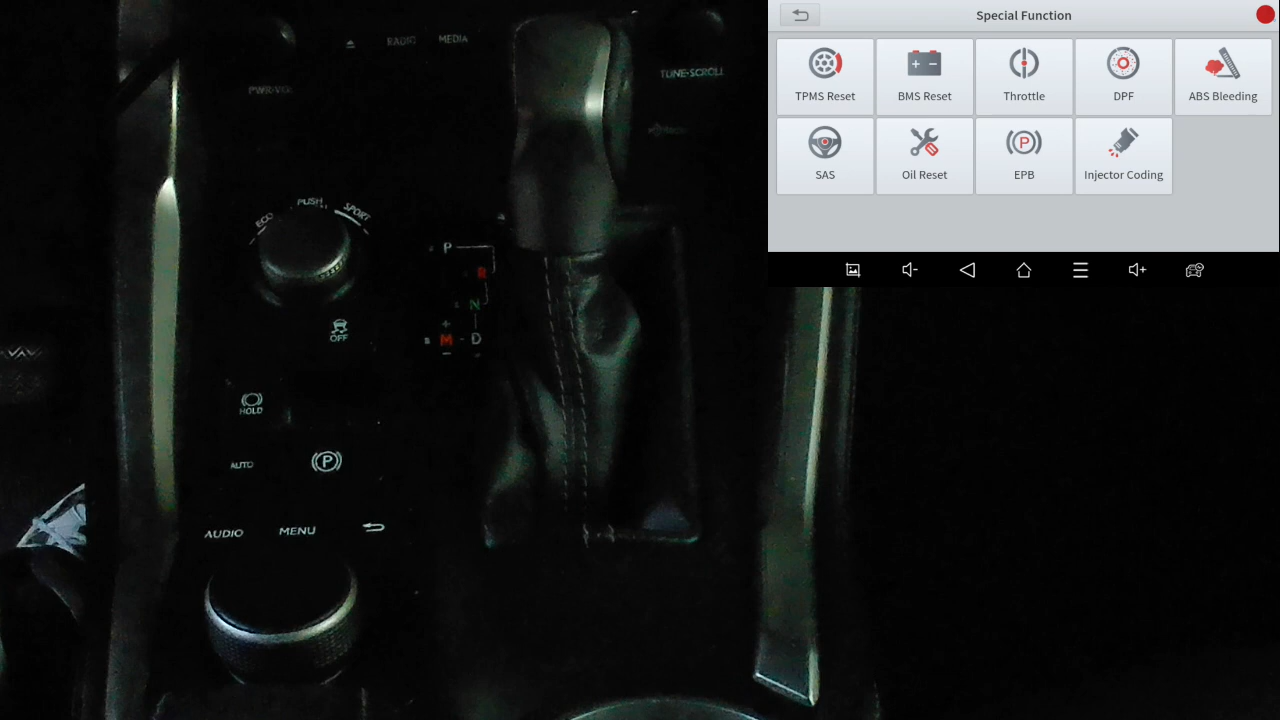 RADIO MEDIA
PWR·VOL
TUNE·SCROLL
ECO PUSH SPORT
P
R
N
+
S M - D
−
OFF
HOLD
AUTO (P)
AUDIO MENU
Special Function
TPMS Reset BMS Reset Throttle DPF ABS Bleeding
SAS Oil Reset EPB Injector Coding